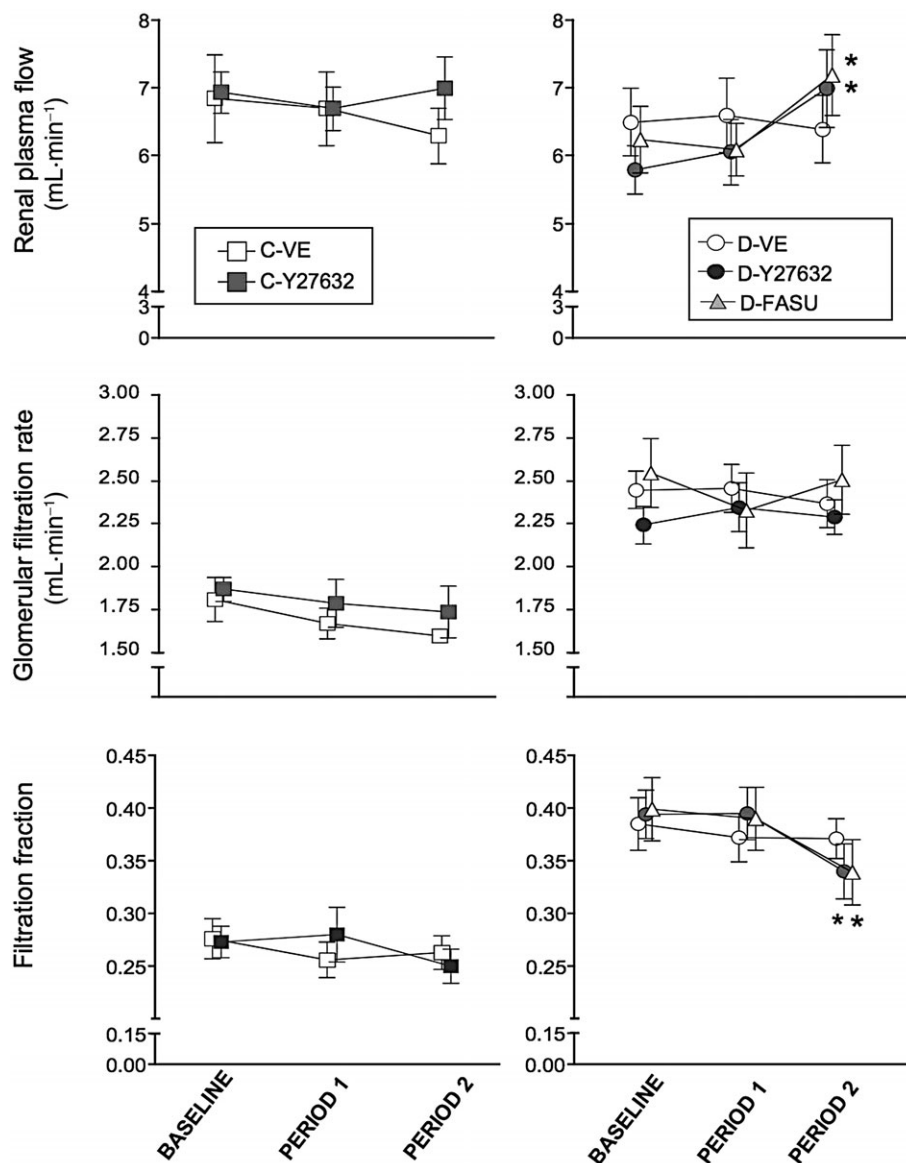 Renal plasma flow
(mL·min⁻¹)
8
7
6
5
4
3
0
C-VE
C-Y27632
8
7
6
5
4
3
0
*
*
D-VE
D-Y27632
D-FASU
Glomerular filtration rate
(mL·min⁻¹)
3.00
2.75
2.50
2.25
2.00
1.75
1.50
3.00
2.75
2.50
2.25
2.00
1.75
1.50
Filtration fraction
0.45
0.40
0.35
0.30
0.25
0.15
0.00
0.45
0.40
0.35
0.30
0.25
0.15
0.00
* *
BASELINE
PERIOD 1
PERIOD 2
BASELINE
PERIOD 1
PERIOD 2